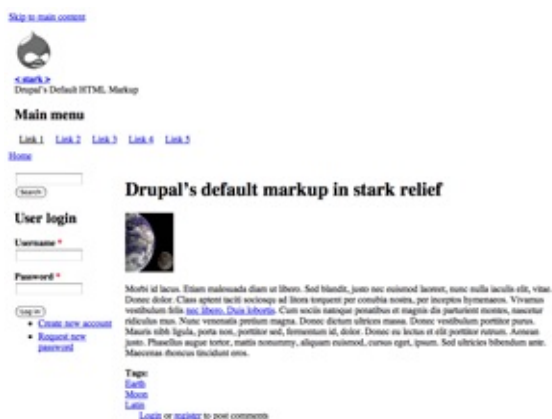 Skip to main content
< stark >
Drupal's Default HTML Markup
Main menu
Link 1 Link 2 Link 3 Link 4 Link 5
Home
Search
User login
Username *
Password *
Log in
Create new account
Request new
password
Drupal's default markup in stark relief
Morbi id lacus. Etiam malesuada diam ut libero. Sed blandit, justo nec euismod laoreet, nunc nulla iaculis elit, vitae
Donec dolor. Class aptent taciti sociosqu ad litora torquent per conubia nostra, per inceptos hymenaeos. Vivamus
vestibulum felis nec libero. Duis lobortis. Cum sociis natoque penatibus et magnis dis parturient montes, nascetur
ridiculus mus. Nunc venenatis pretium magna. Donec dictum ultrices massa. Donec vestibulum porttitor purus.
Mauris nibh ligula, porta non, porttitor sed, fermentum id, dolor. Donec eu lectus et elit porttitor rutrum. Aenean
justo. Phasellus augue tortor, mattis nonummy, aliquam euismod, cursus eget, ipsum. Sed ultricies bibendum ante.
Maecenas rhoncus tincidunt eros.
Tags:
Earth
Moon
Latin
Login or register to post comments